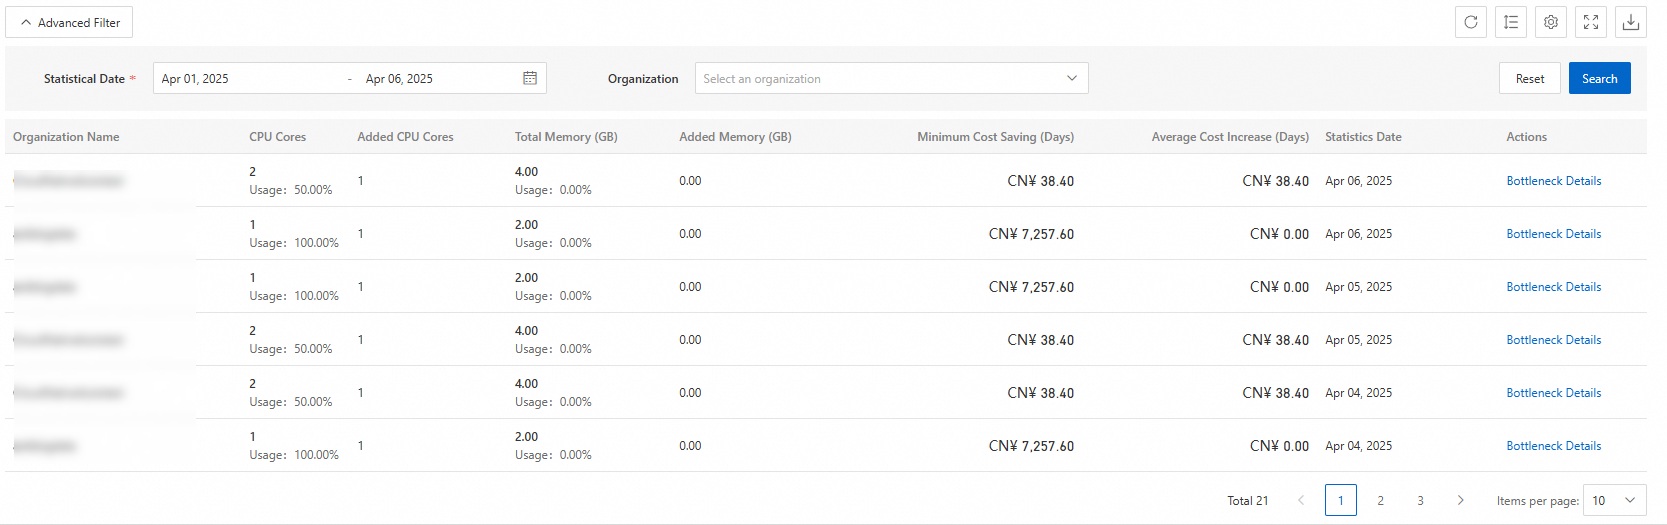 Advanced Filter
Statistical Date * Apr 01, 2025 - Apr 06, 2025 Organization Select an organization Reset Search
Organization Name CPU Cores Added CPU Cores Total Memory (GB) Added Memory (GB) Minimum Cost Saving (Days) Average Cost Increase (Days) Statistics Date Actions
2 4.00
Usage: 50.00% 1 Usage: 0.00% 0.00 CN¥ 38.40 CN¥ 38.40 Apr 06, 2025 Bottleneck Details
1 2.00
Usage: 100.00% 1 Usage: 0.00% 0.00 CN¥ 7,257.60 CN¥ 0.00 Apr 06, 2025 Bottleneck Details
1 2.00
Usage: 100.00% 1 Usage: 0.00% 0.00 CN¥ 7,257.60 CN¥ 0.00 Apr 05, 2025 Bottleneck Details
2 4.00
Usage: 50.00% 1 Usage: 0.00% 0.00 CN¥ 38.40 CN¥ 38.40 Apr 05, 2025 Bottleneck Details
2 4.00
Usage: 50.00% 1 Usage: 0.00% 0.00 CN¥ 38.40 CN¥ 38.40 Apr 04, 2025 Bottleneck Details
1 2.00
Usage: 100.00% 1 Usage: 0.00% 0.00 CN¥ 7,257.60 CN¥ 0.00 Apr 04, 2025 Bottleneck Details
Total 21 1 2 3 Items per page: 10